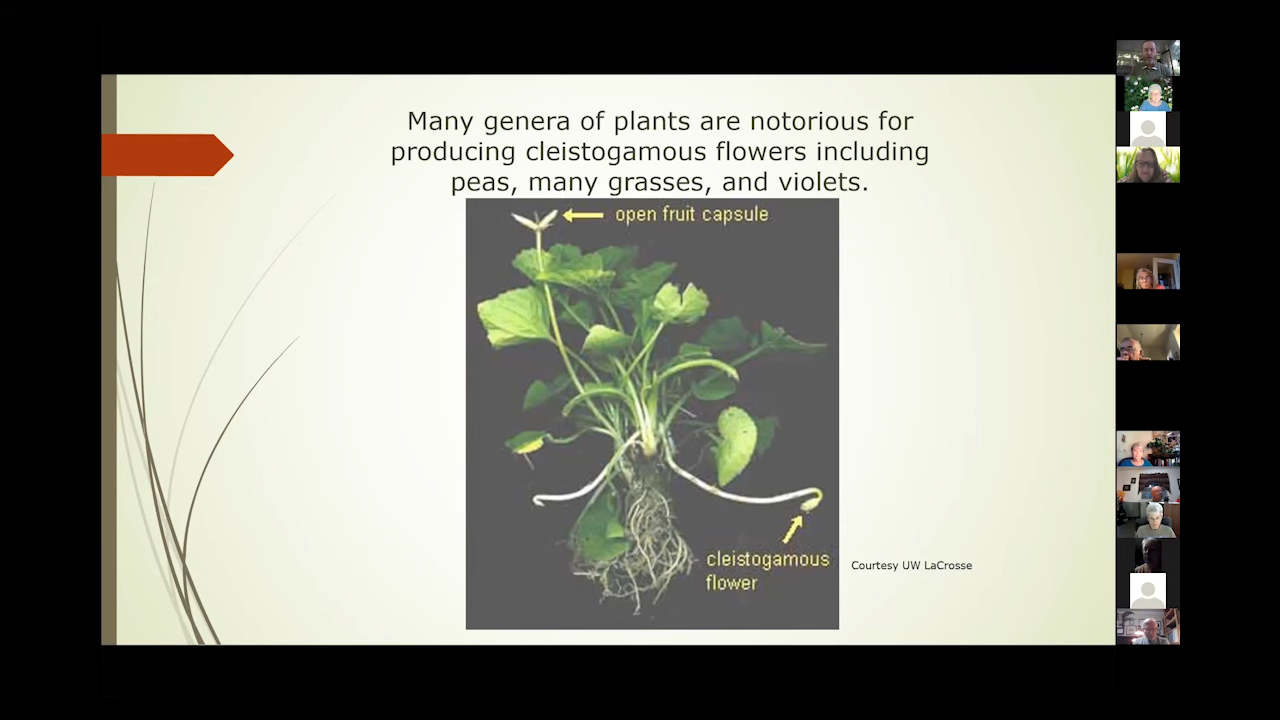 Many genera of plants are notorious for
producing cleistogamous flowers including
peas, many grasses, and violets.
open fruit capsule
cleistogamous
flower
Courtesy UW LaCrosse